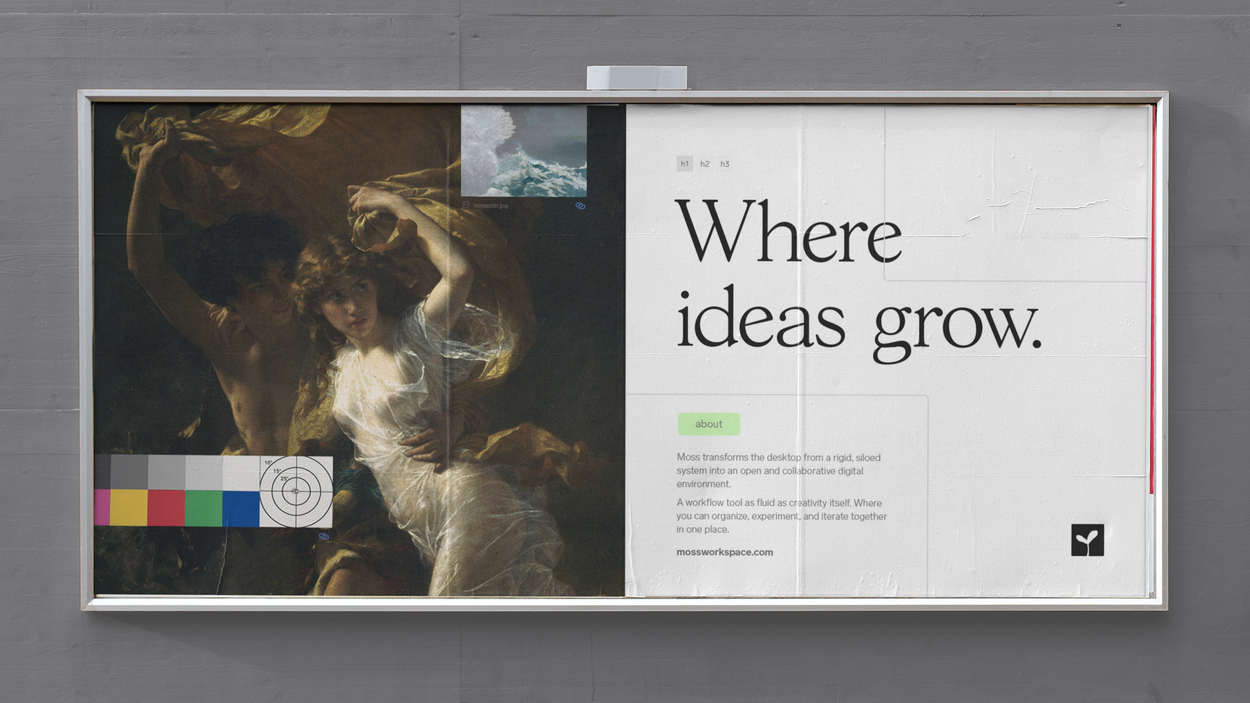 h1 h2 h3
Where
ideas grow.
about
Moss transforms the desktop from a rigid, siloed
system into an open and collaborative digital
environment.
A workflow tool as fluid as creativity itself. Where
you can organize, experiment, and iterate together
in one place.
mossworkspace.com
10°
15°
25°